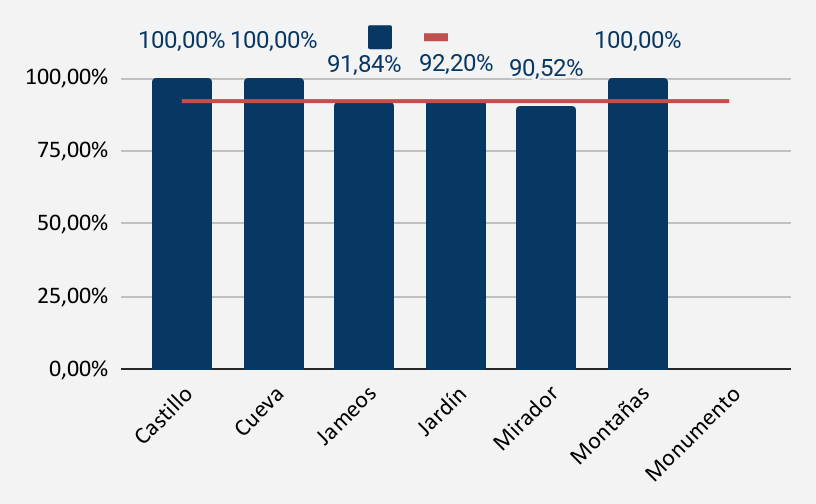 100,00% 100,00% 100,00%
91,84% 92,20% 90,52%
100,00%
75,00%
50,00%
25,00%
0,00%
Castillo
Cueva
Jameos
Jardín
Mirador
Montañas
Monumento